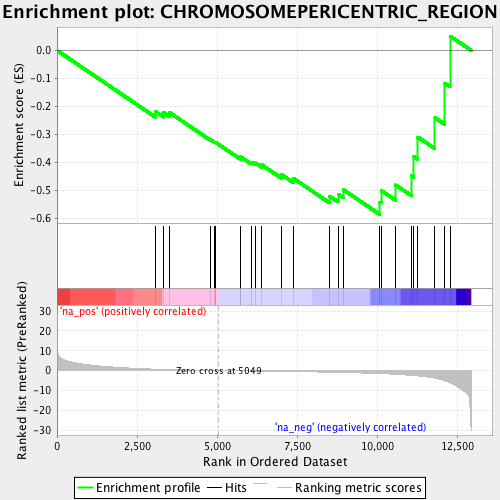 Enrichment plot: CHROMOSOMEPERICENTRIC_REGION
Enrichment score (ES)
0.0
-0.1
-0.2
-0.3
-0.4
-0.5
-0.6
'na_pos' (positively correlated)
Ranked list metric (PreRanked)
30
20
10
0
-10
-20
-30
Zero cross at 5049
'na_neg' (negatively correlated)
0
2,500
5,000
7,500
10,000
12,500
Rank in Ordered Dataset
Enrichment profile
Hits
Ranking metric scores